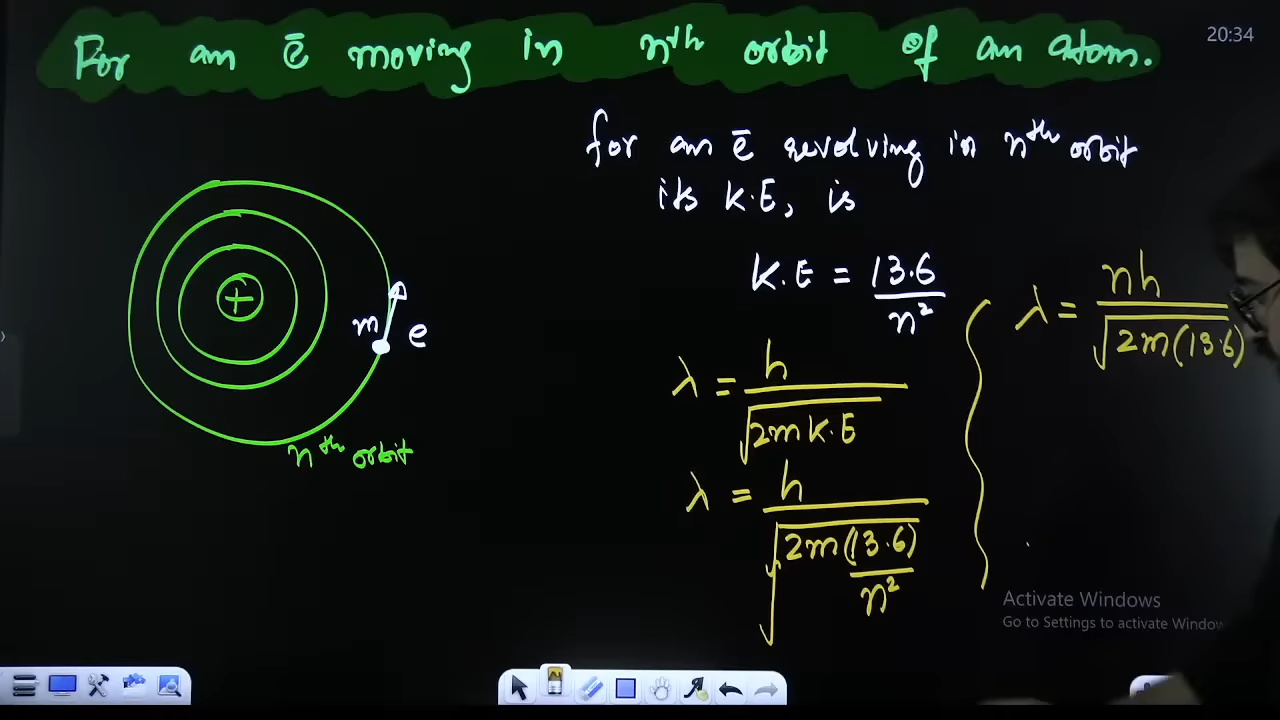 For an ē moving in nth orbit of an atom.
20:34
for an ē revolving in nth orbit
its K.E, is
K.E = 13.6 / n²
λ = h / √2m K.E
λ = h / √2m(13.6) / n²
λ = nh / √2m(13.6)
+
m e
nth orbit
Activate Windows
Go to Settings to activate Window